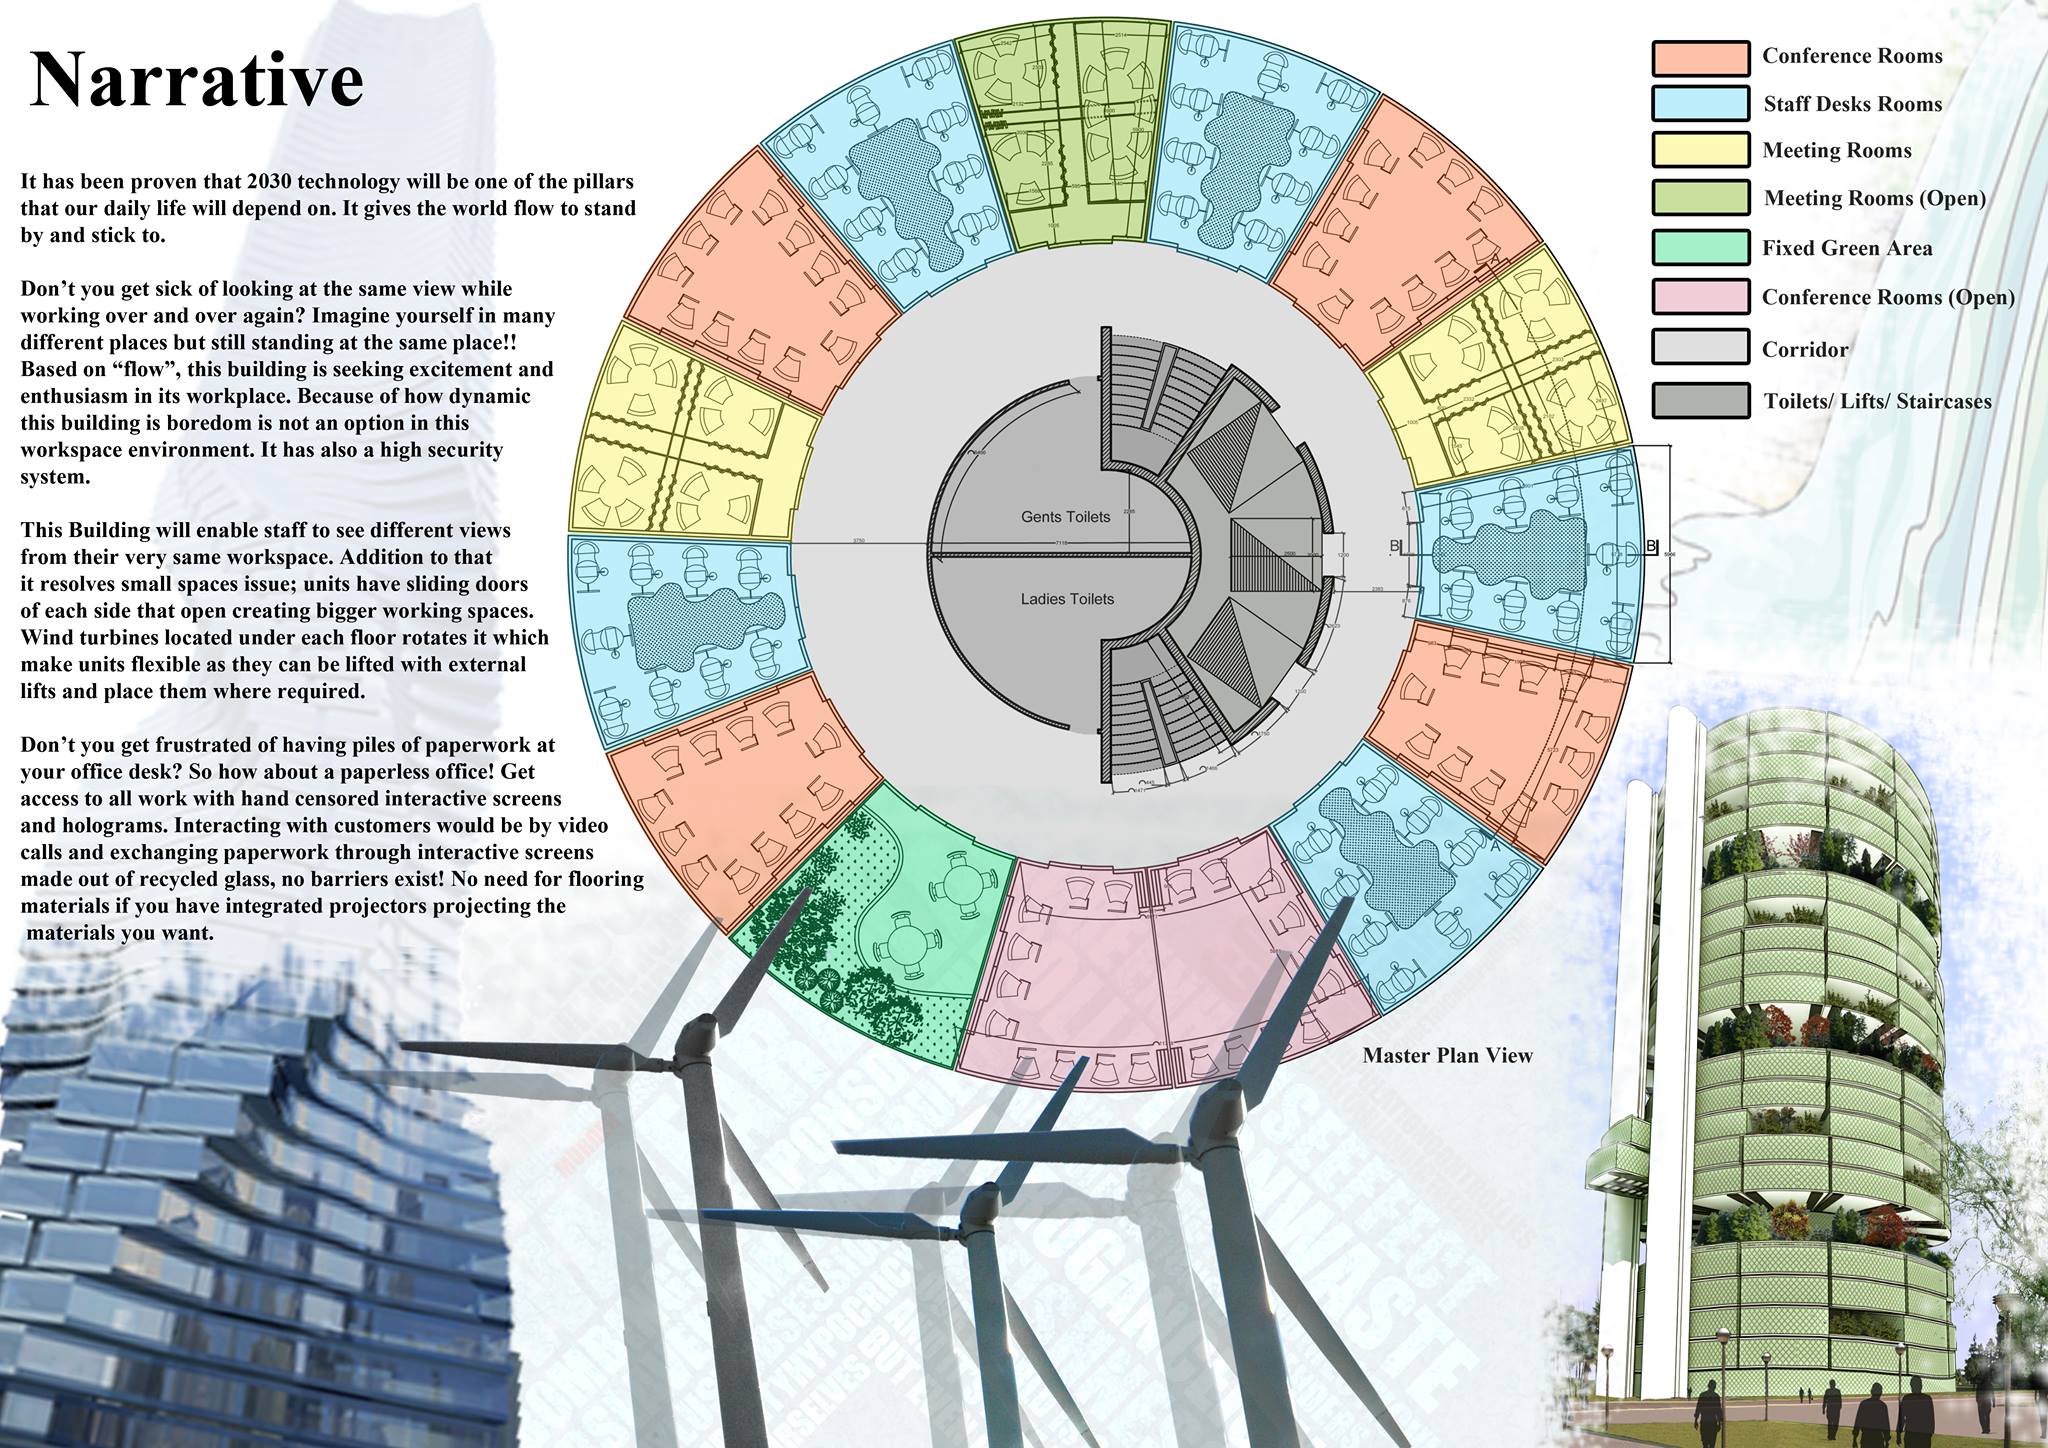 Narrative
It has been proven that 2030 technology will be one of the pillars
that our daily life will depend on. It gives the world flow to stand
by and stick to.
Don’t you get sick of looking at the same view while
working over and over again? Imagine yourself in many
different places but still standing at the same place!!
Based on “flow”, this building is seeking excitement and
enthusiasm in its workplace. Because of how dynamic
this building is boredom is not an option in this
workspace environment. It has also a high security
system.
This Building will enable staff to see different views
from their very same workspace. Addition to that
it resolves small spaces issue; units have sliding doors
of each side that open creating bigger working spaces.
Wind turbines located under each floor rotates it which
make units flexible as they can be lifted with external
lifts and place them where required.
Don’t you get frustrated of having piles of paperwork at
your office desk? So how about a paperless office! Get
access to all work with hand censored interactive screens
and holograms. Interacting with customers would be by video
calls and exchanging paperwork through interactive screens
made out of recycled glass, no barriers exist! No need for flooring
materials if you have integrated projectors projecting the
materials you want.
Conference Rooms
Staff Desks Rooms
Meeting Rooms
Meeting Rooms (Open)
Fixed Green Area
Conference Rooms (Open)
Corridor
Toilets/ Lifts/ Staircases
Gents Toilets
Ladies Toilets
3750
7118
2285
B
B
A
A
Master Plan View